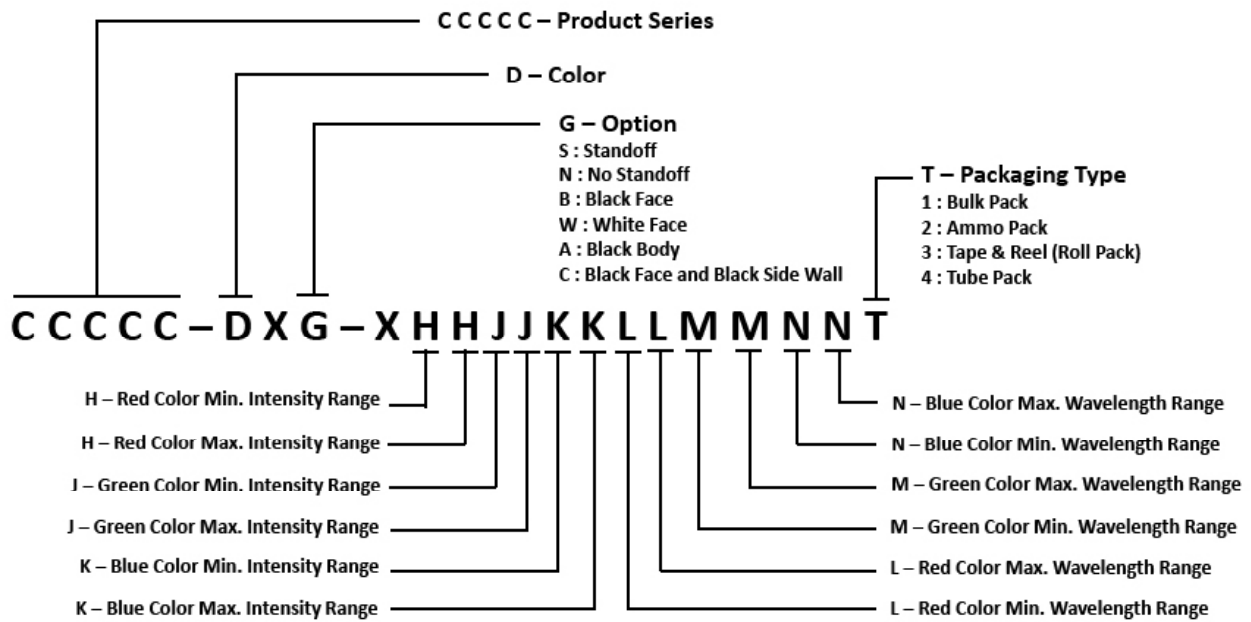 C C C C C – Product Series
D – Color
G – Option
S : Standoff
N : No Standoff
B : Black Face
W : White Face
A : Black Body
C : Black Face and Black Side Wall
T – Packaging Type
1 : Bulk Pack
2 : Ammo Pack
3 : Tape & Reel (Roll Pack)
4 : Tube Pack
C C C C C – D X G – X H H J J K K L L M M N N T
H – Red Color Min. Intensity Range
H – Red Color Max. Intensity Range
J – Green Color Min. Intensity Range
J – Green Color Max. Intensity Range
K – Blue Color Min. Intensity Range
K – Blue Color Max. Intensity Range
N – Blue Color Max. Wavelength Range
N – Blue Color Min. Wavelength Range
M – Green Color Max. Wavelength Range
M – Green Color Min. Wavelength Range
L – Red Color Max. Wavelength Range
L – Red Color Min. Wavelength Range